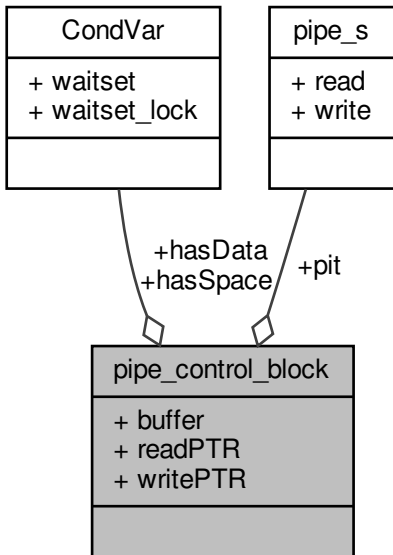 CondVar
+ waitset
+ waitset_lock
pipe_s
+ read
+ write
+hasData
+hasSpace
+pit
pipe_control_block
+ buffer
+ readPTR
+ writePTR